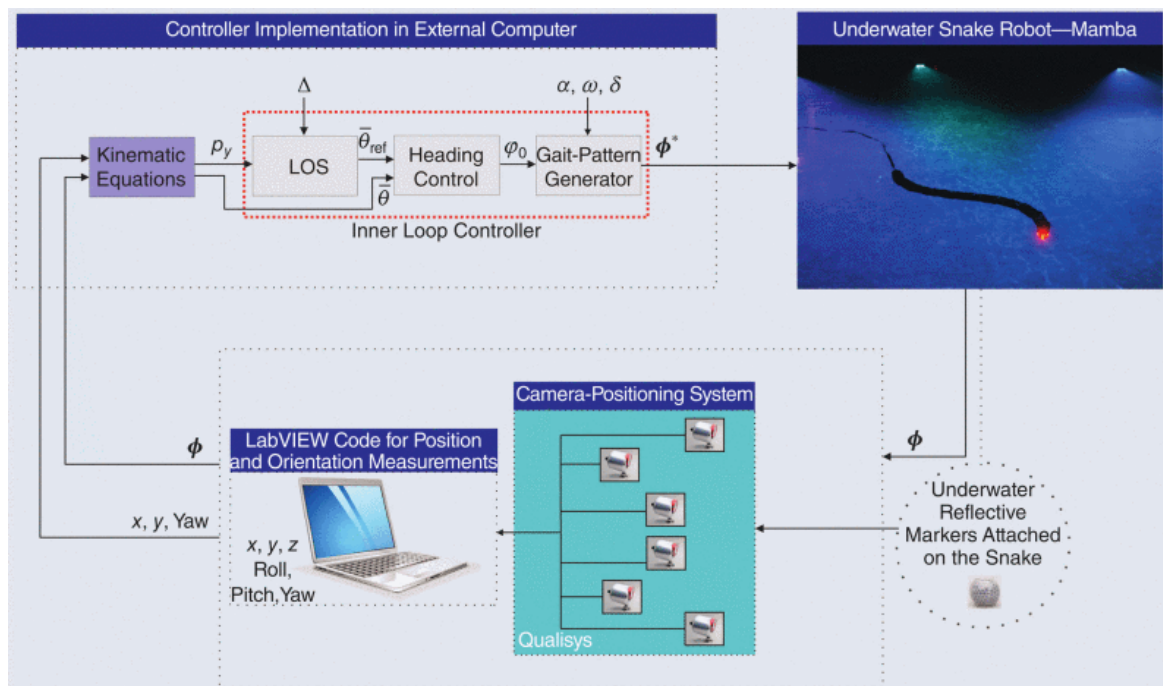 Controller Implementation in External Computer
Underwater Snake Robot—Mamba
Δ
α, ω, δ
Kinematic
Equations
p_y
LOS
θ̅_ref
θ̅
Heading
Control
φ_0
Gait-Pattern
Generator
ϕ*
Inner Loop Controller
Camera-Positioning System
LabVIEW Code for Position
and Orientation Measurements
ϕ
x, y, Yaw
x, y, z
Roll,
Pitch,Yaw
Qualisys
ϕ
Underwater
Reflective
Markers Attached
on the Snake